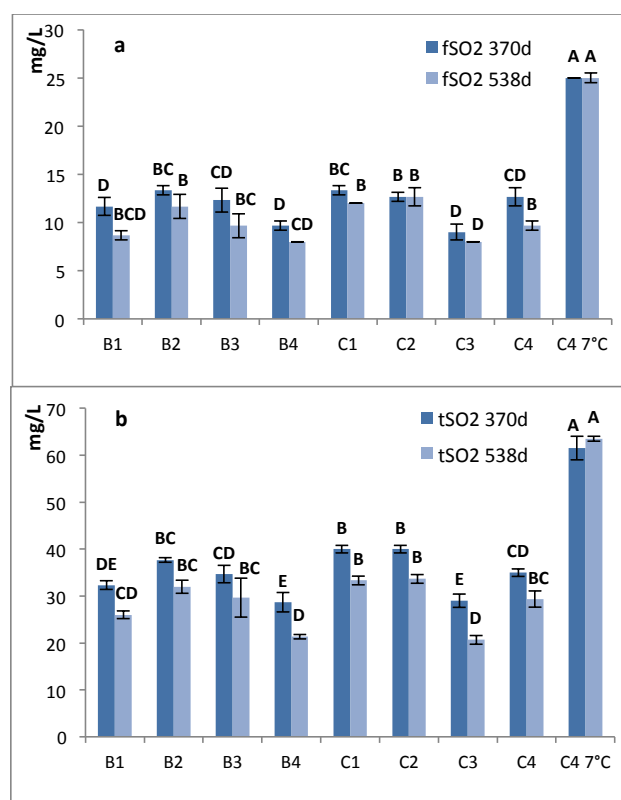 a
mg/L
fSO2 370d
fSO2 538d
30
25
20
15
10
5
0
D
BCD
BC
B
CD
BC
B
CD
BC
B
B
B
D
D
CD
B
A
A
B1
B2
B3
B4
C1
C2
C3
C4
C4 7°C
b
mg/L
tSO2 370d
tSO2 538d
70
60
50
40
30
20
10
0
DE
CD
BC
BC
CD
BC
E
D
B
B
B
B
E
D
CD
BC
A
A
B1
B2
B3
B4
C1
C2
C3
C4
C4 7°C